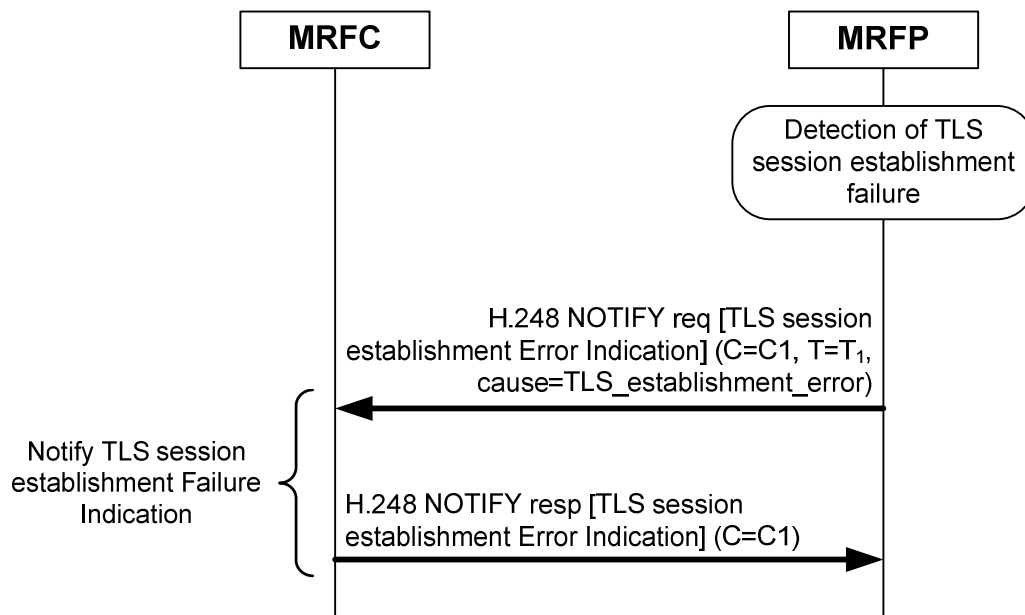 MRFC
MRFP
Detection of TLS
session establishment
failure
H.248 NOTIFY req [TLS session
establishment Error Indication] (C=C1, T=T₁,
cause=TLS_establishment_error)
Notify TLS session
establishment Failure
Indication
H.248 NOTIFY resp [TLS session
establishment Error Indication] (C=C1)